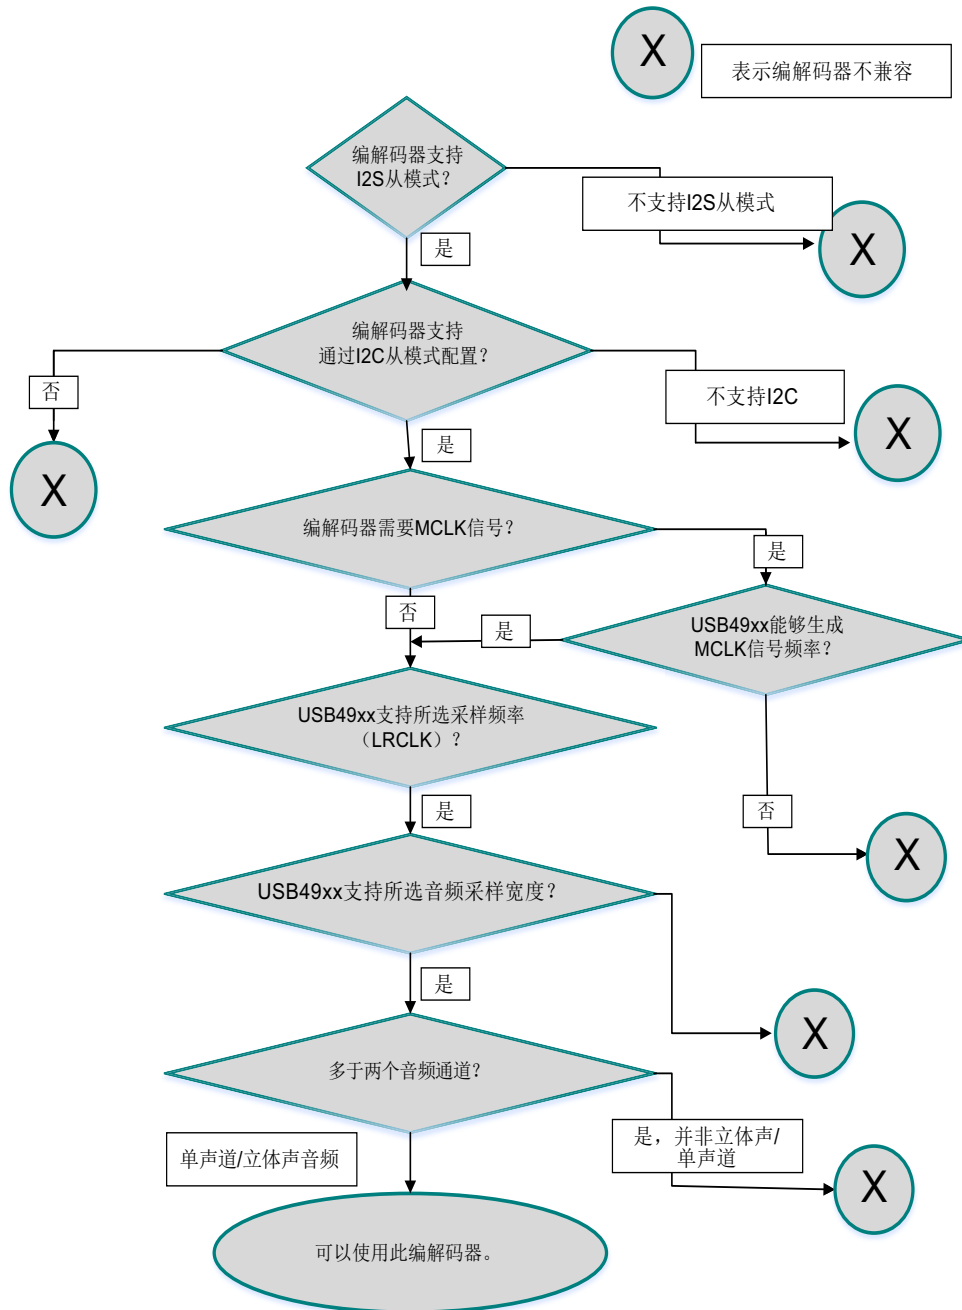 X
表示编解码器不兼容
编解码器支持
I2S从模式？
不支持I2S从模式
X
是
编解码器支持
通过I2C从模式配置？
否
X
不支持I2C
X
是
编解码器需要MCLK信号？
是
否
是
USB49xx能够生成
MCLK信号频率？
USB49xx支持所选采样频率
（LRCLK）？
否
X
是
USB49xx支持所选音频采样宽度？
X
是
多于两个音频通道？
是，并非立体声/
单声道
X
单声道/立体声音频
可以使用此编解码器。